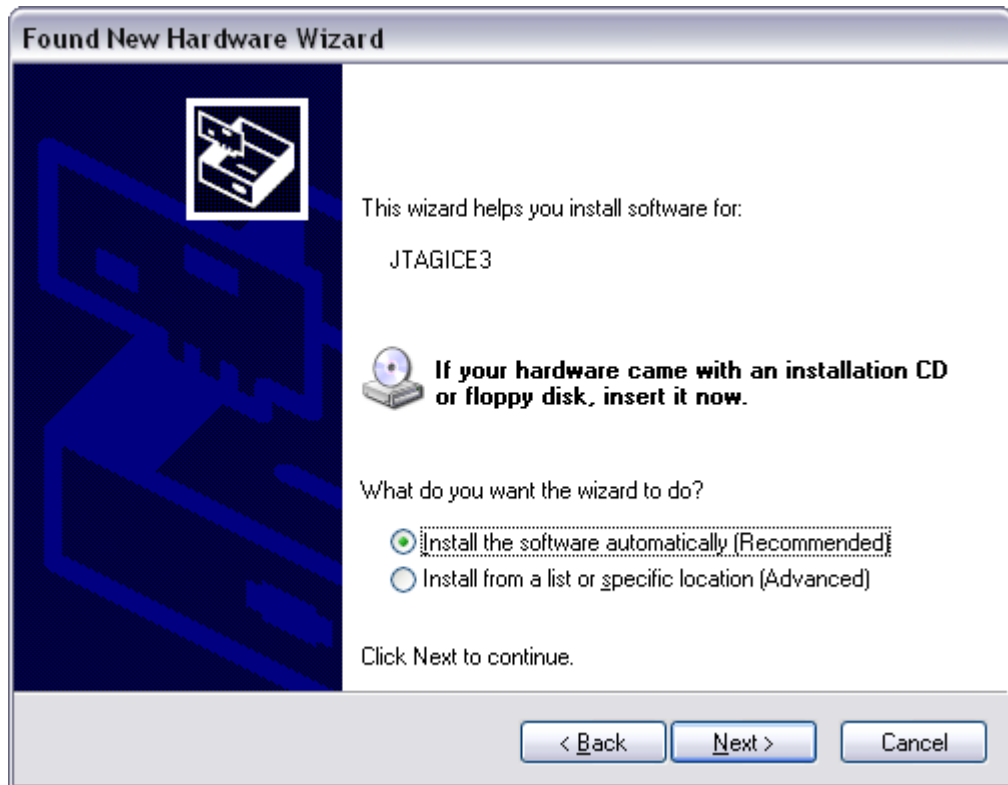 Found New Hardware Wizard
This wizard helps you install software for:
JTAGICE3
If your hardware came with an installation CD
or floppy disk, insert it now.
What do you want the wizard to do?
Install the software automatically (Recommended)
Install from a list or specific location (Advanced)
Click Next to continue.
< Back
Next >
Cancel